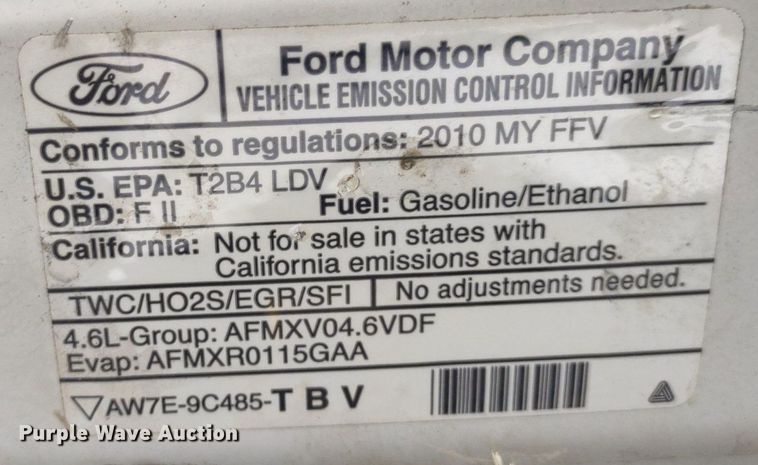 Ford
Ford Motor Company
VEHICLE EMISSION CONTROL INFORMATION
Conforms to regulations: 2010 MY FFV
U.S. EPA: T2B4 LDV
OBD: F II
Fuel: Gasoline/Ethanol
California: Not for sale in states with
California emissions standards.
TWC/HO2S/EGR/SFI
No adjustments needed.
4.6L-Group: AFMXV04.6VDF
Evap: AFMXR0115GAA
AW7E-9C485-T B V
Purple Wave Auction